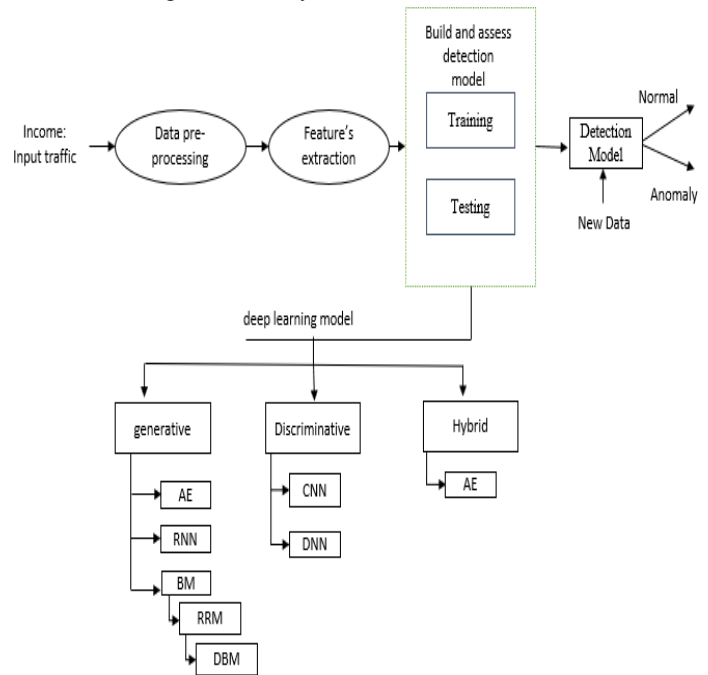 Build and assess
detection
model
Income:
Input traffic
Data pre-
processing
Feature's
extraction
Training
Testing
Detection
Model
Normal
Anomaly
New Data
deep learning model
generative
Discriminative
Hybrid
AE
RNN
BM
RRM
DBM
CNN
DNN
AE